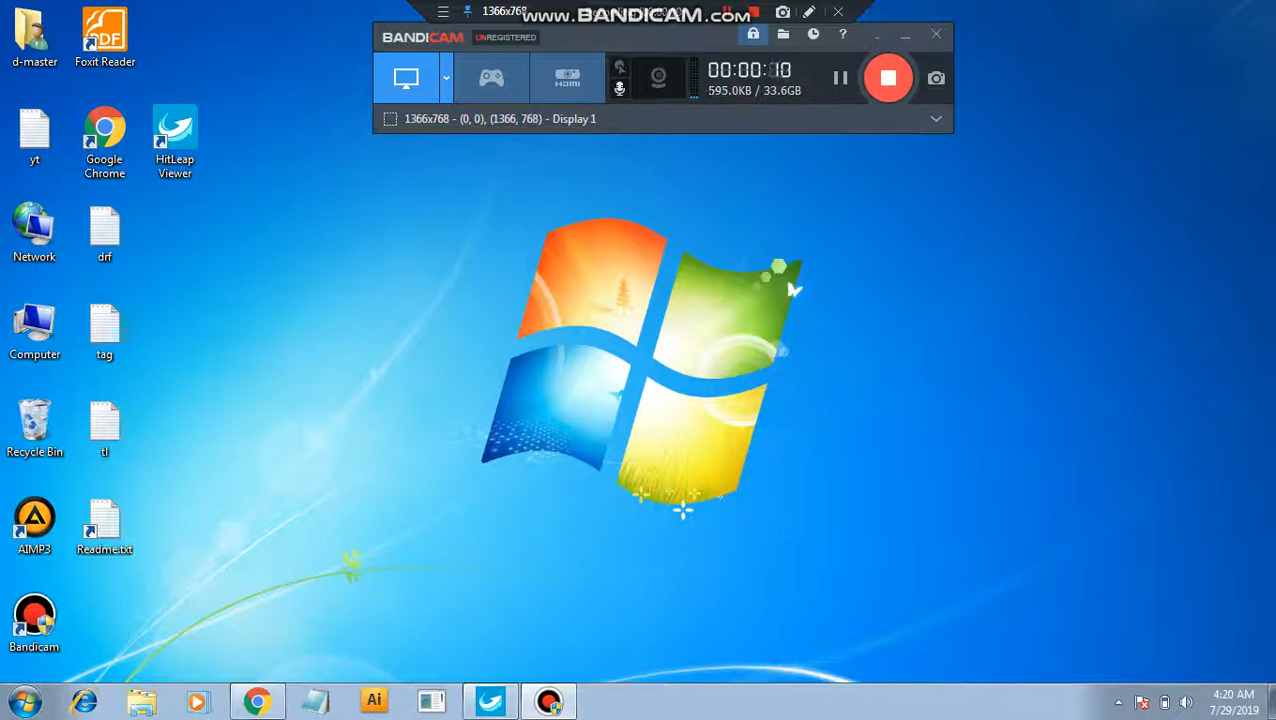 1366x768
www.BANDICAM.com
BANDICAM UNREGISTERED
HDMI
00:00:10
595.0KB / 33.6GB
1366x768 - (0, 0), (1366, 768) - Display 1
d-master
PDF
Foxit Reader
yt
Google Chrome
HitLeap Viewer
Network
drf
Computer
tag
Recycle Bin
tl
AIMP3
Readme.txt
Bandicam
Ai
4:20 AM
7/29/2019